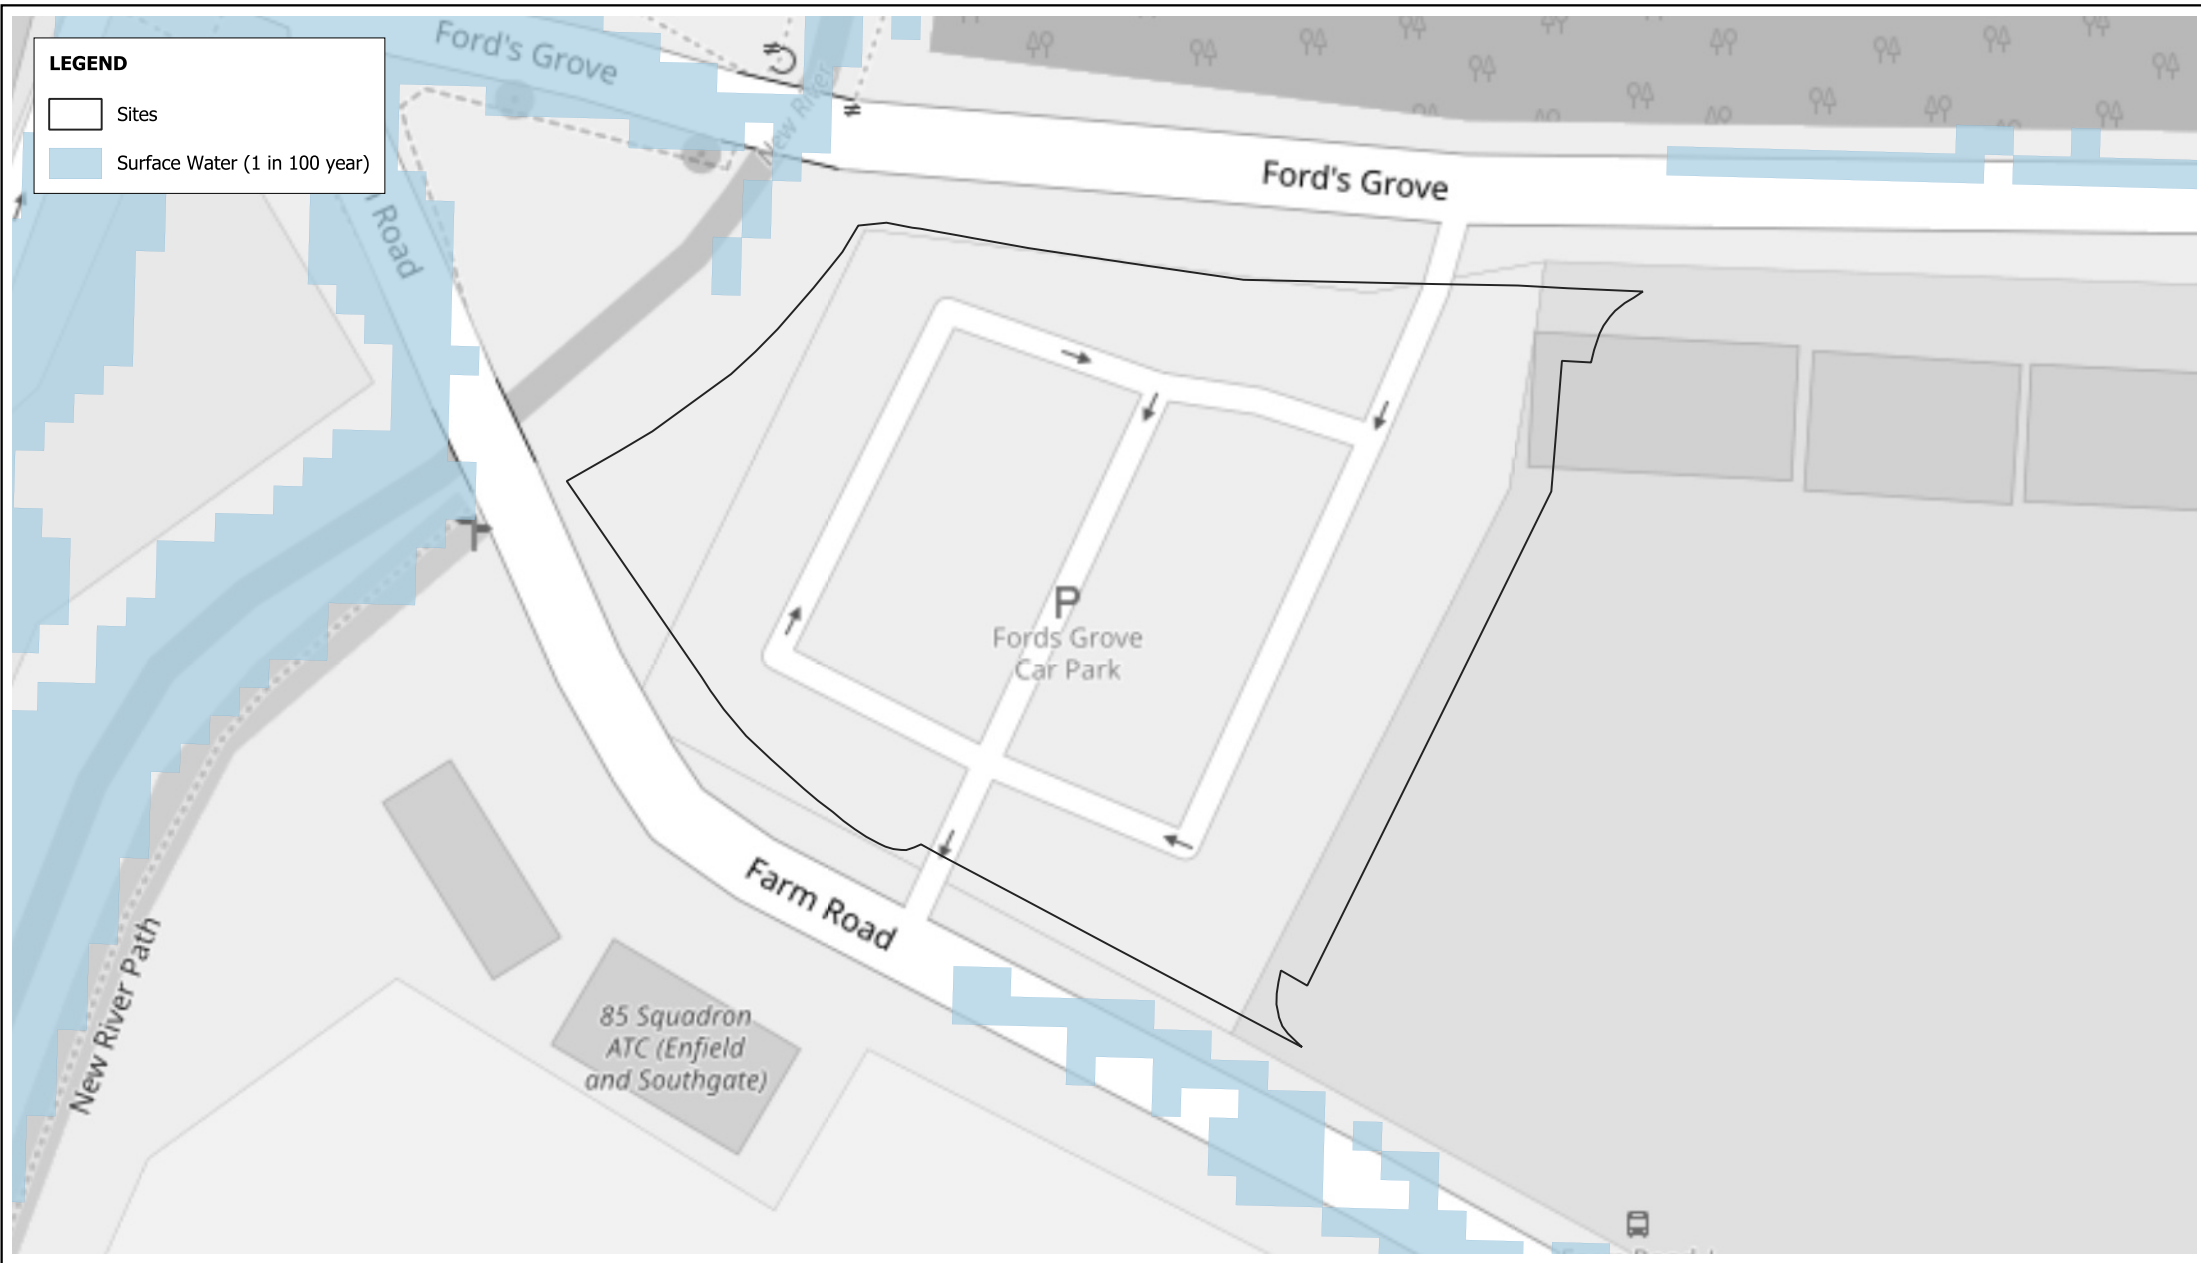 LEGEND
Sites
Surface Water (1 in 100 year)
Ford's Grove
New River
Ford's Grove
Road
P
Fords Grove
Car Park
Farm Road
85 Squadron
ATC (Enfield
and Southgate)
New River Path